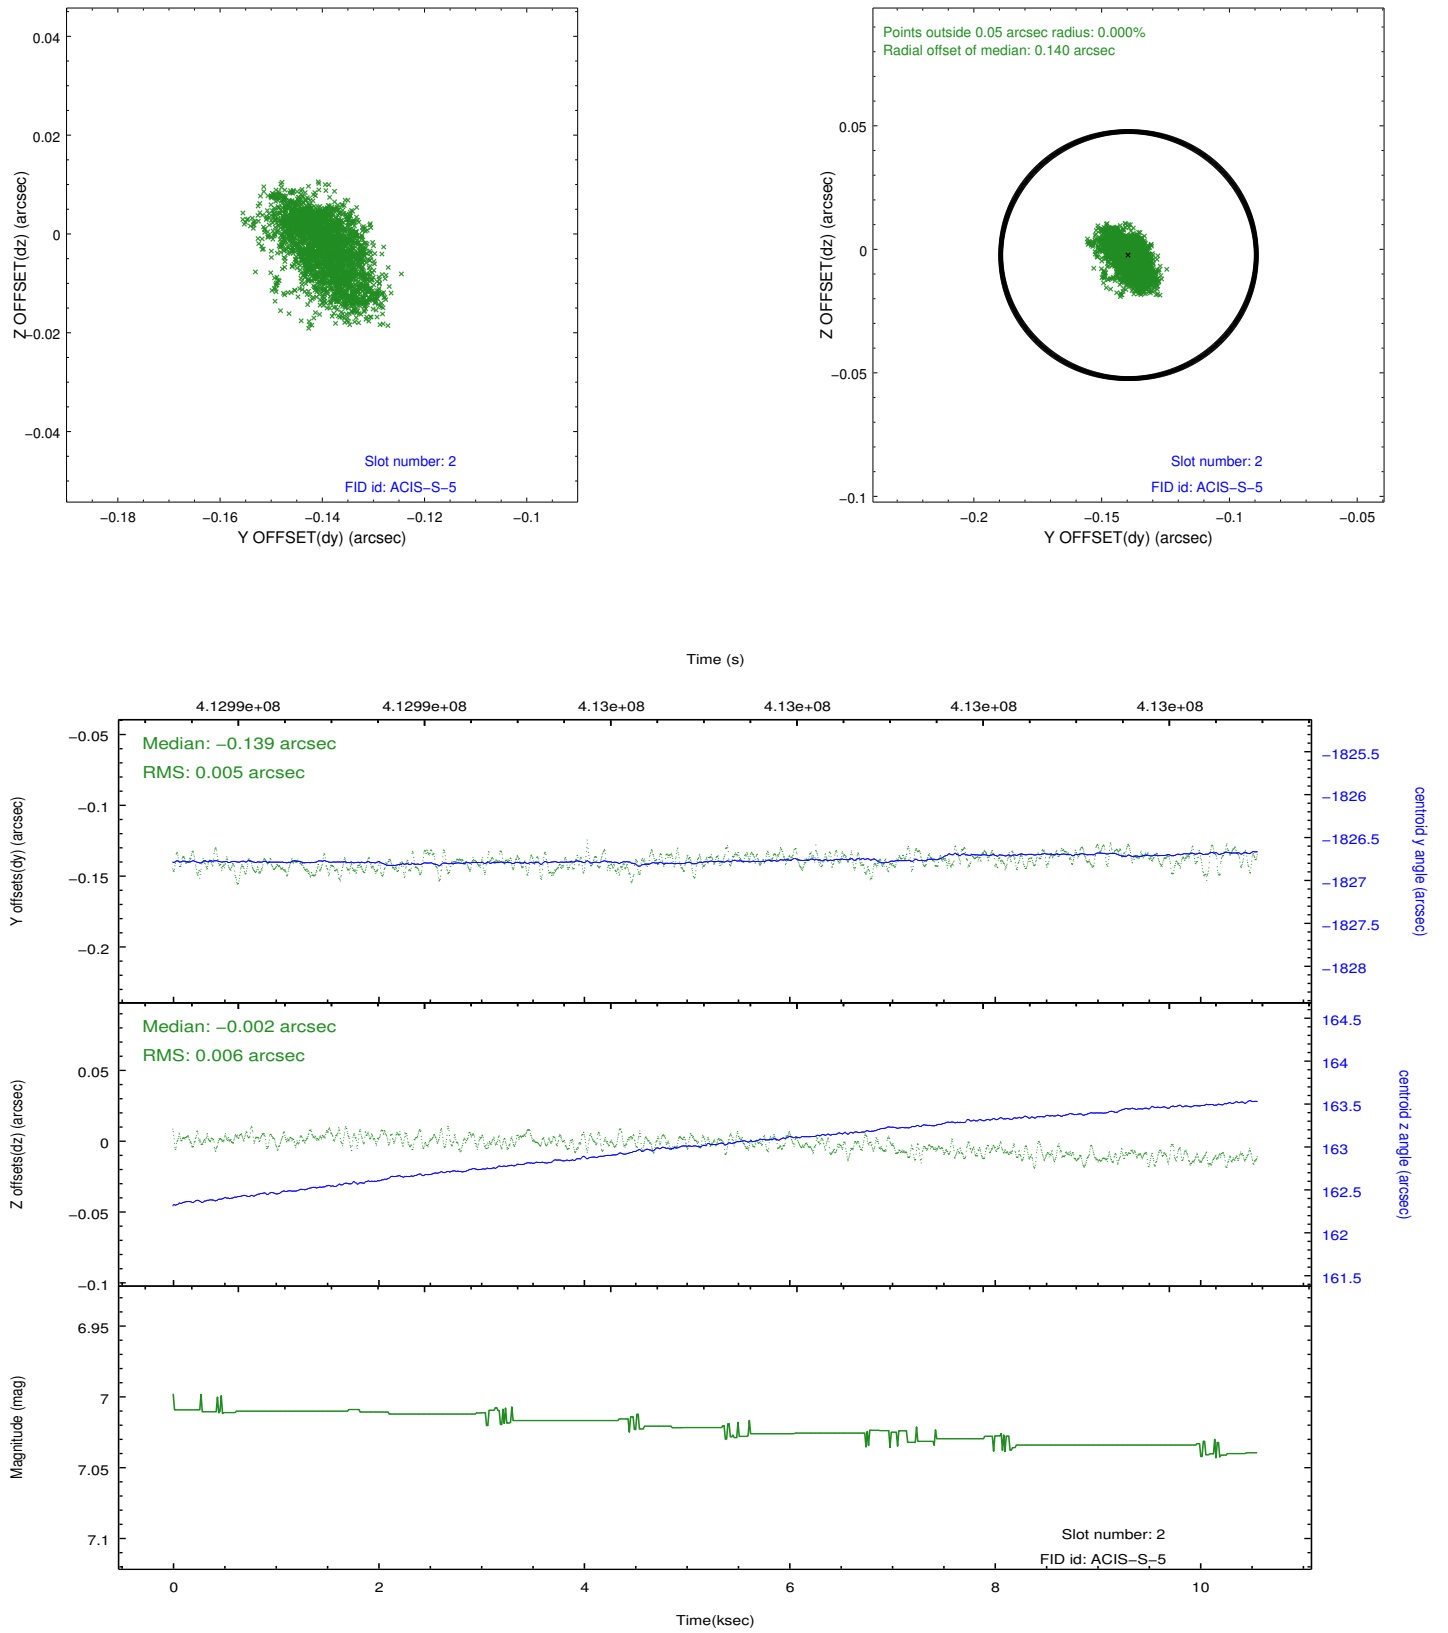 0.04
0.02
0
−0.02
−0.04
Z OFFSET(dz) (arcsec)
Slot number: 2
FID id: ACIS−S−5
−0.18
−0.16
−0.14
−0.12
−0.1
Y OFFSET(dy) (arcsec)
Points outside 0.05 arcsec radius: 0.000%
Radial offset of median: 0.140 arcsec
0.05
0
−0.05
−0.1
Z OFFSET(dz) (arcsec)
Slot number: 2
FID id: ACIS−S−5
−0.2
−0.15
−0.1
−0.05
Y OFFSET(dy) (arcsec)
Time (s)
4.1299e+08
4.1299e+08
4.13e+08
4.13e+08
4.13e+08
4.13e+08
Median: −0.139 arcsec
RMS: 0.005 arcsec
−0.05
−0.1
−0.15
−0.2
Y offsets(dy) (arcsec)
−1825.5
−1826
−1826.5
−1827
−1827.5
−1828
centroid y angle (arcsec)
Median: −0.002 arcsec
RMS: 0.006 arcsec
0.05
0
−0.05
−0.1
Z offsets(dz) (arcsec)
164.5
164
163.5
163
162.5
162
161.5
centroid z angle (arcsec)
6.95
7
7.05
7.1
Magnitude (mag)
Slot number: 2
FID id: ACIS−S−5
0
2
4
6
8
10
Time(ksec)